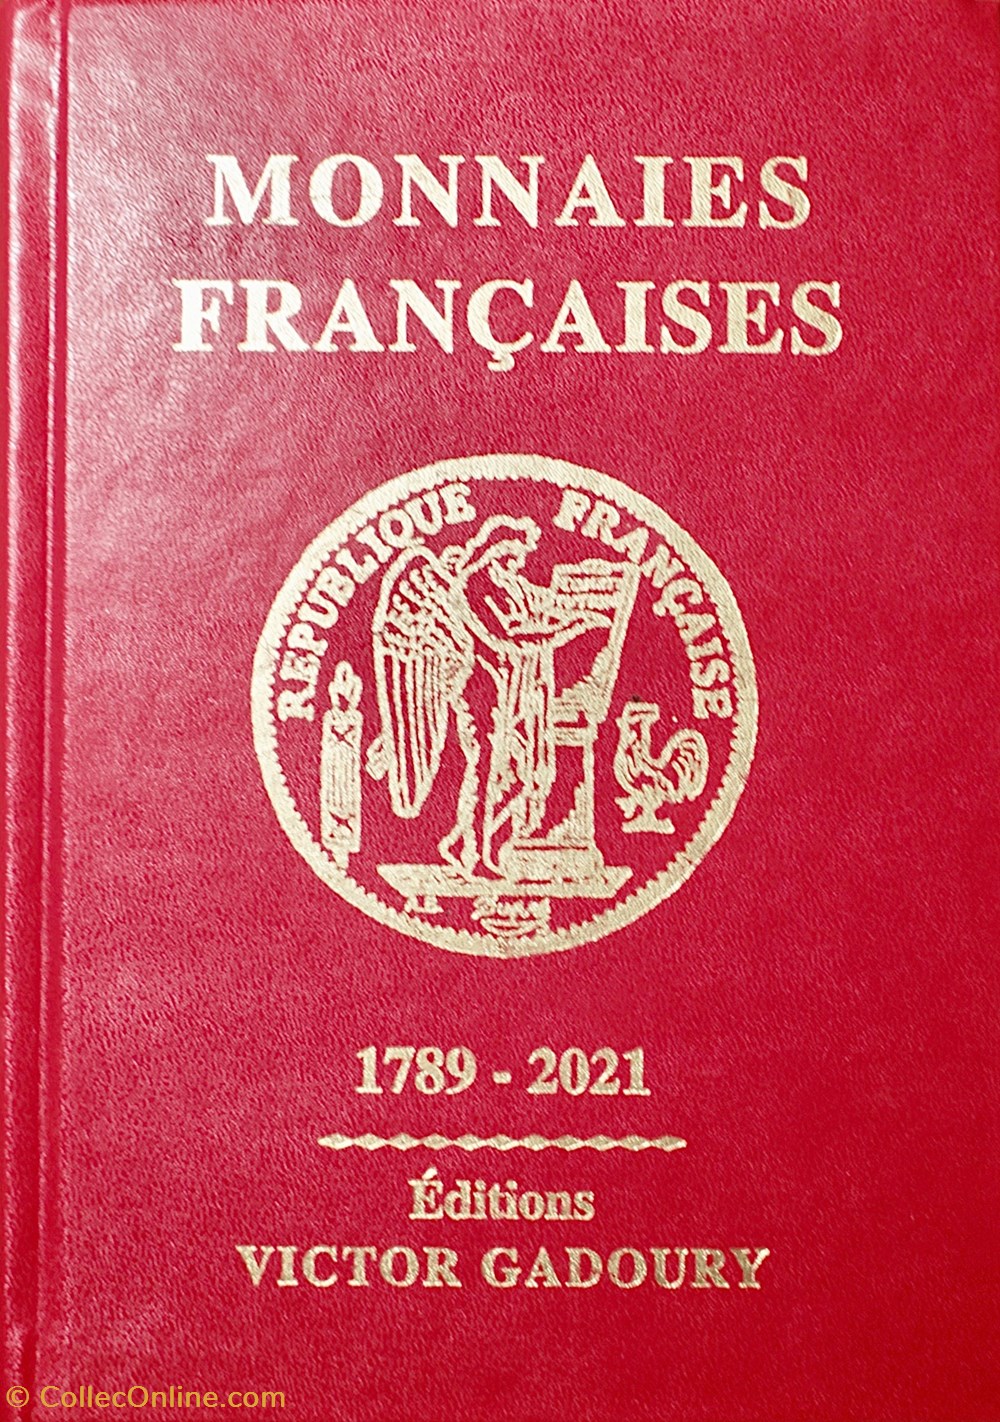 MONNAIES
FRANÇAISES
REPUBLIQUE FRANÇAISE
1789 - 2021
Éditions
VICTOR GADOURY
© CollecOnline.com